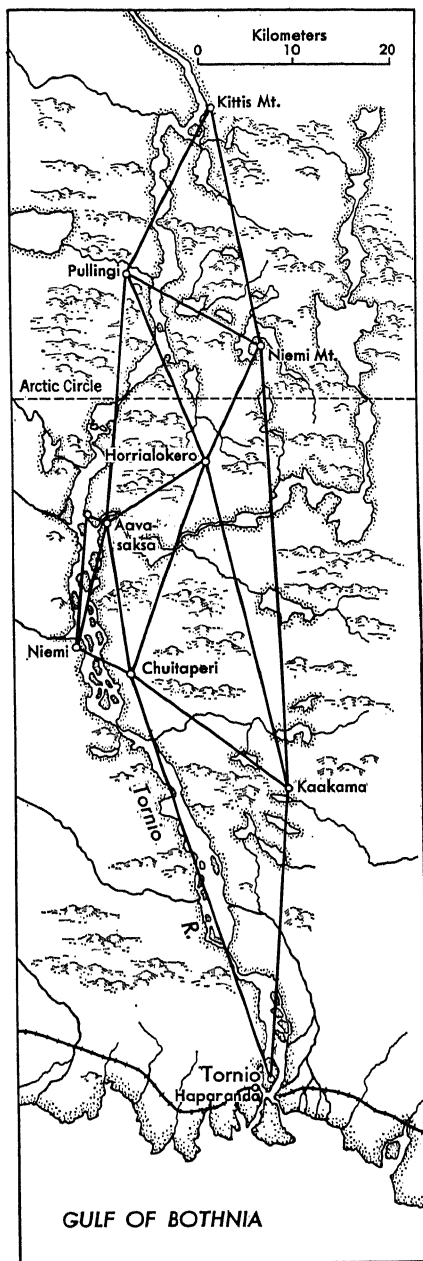 Kilometers
0 10 20
Kittis Mt.
Pullingi
Niemi Mt.
Arctic Circle
Horrialokero
Aava
saksa
Niemi
Chuitaperi
Kaakama
Tornio
R.
Tornio
Haparanda
GULF OF BOTHNIA